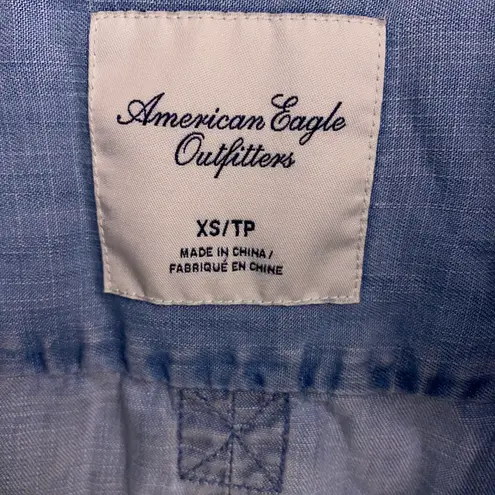 American Eagle
Outfitters
XS/TP
MADE IN CHINA/
FABRIQUÉ EN CHINE